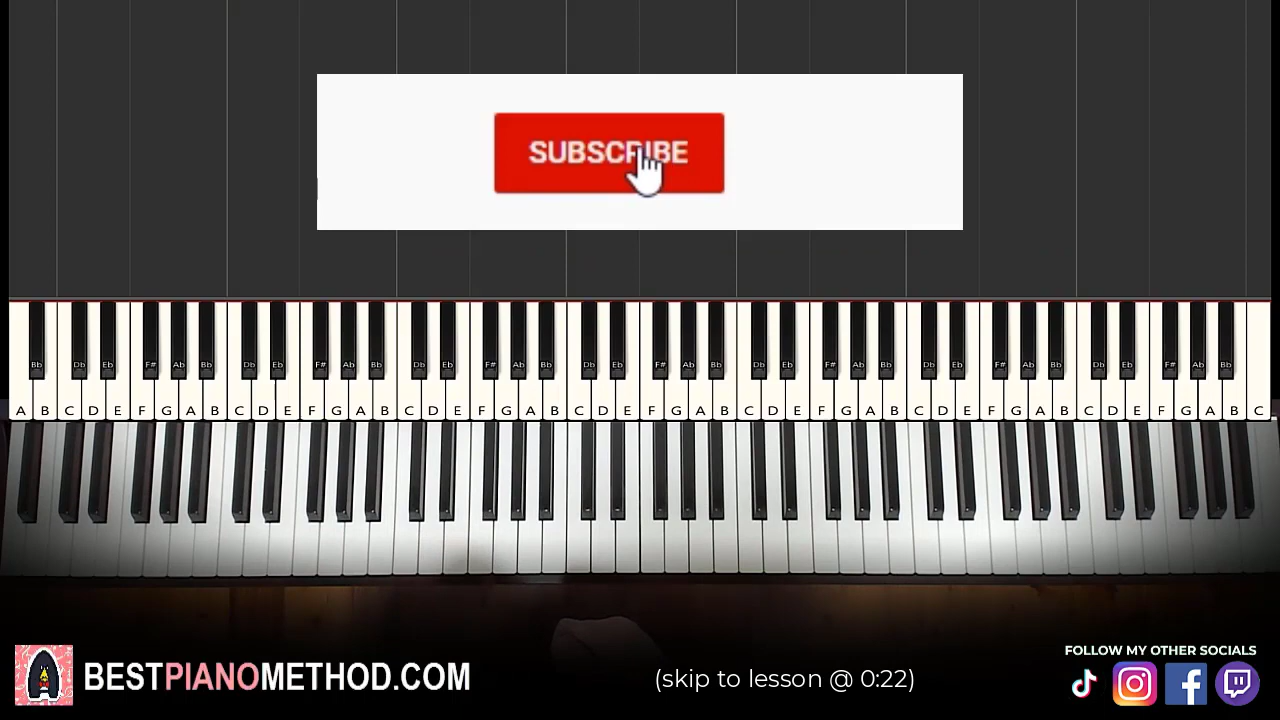 SUBSCRIBE
Bb Db Eb F# Ab Bb Db Eb F# Ab Bb Db Eb F# Ab Bb Db Eb F# Ab Bb Db Eb F# Ab Bb Db Eb F# Ab Bb Db Eb F# Ab Bb
A B C D E F G A B C D E F G A B C D E F G A B C D E F G A B C D E F G A B C D E F G A B C D E F G A B C
FOLLOW MY OTHER SOCIALS
BESTPIANOMETHOD.COM
(skip to lesson @ 0:22)